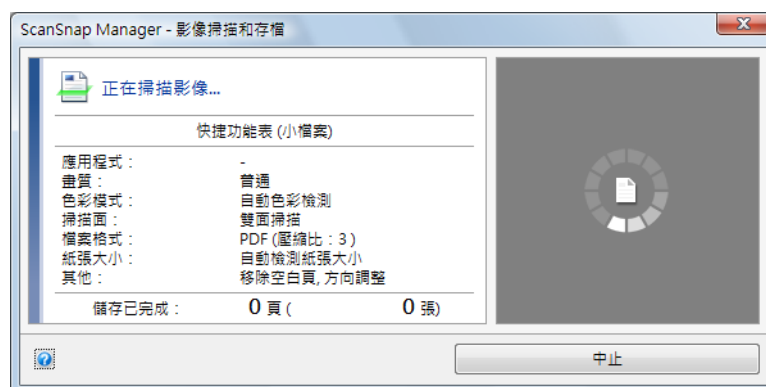 ScanSnap Manager - 影像掃描和存檔
正在掃描影像...
快捷功能表 (小檔案)
應用程式： -
畫質： 普通
色彩模式： 自動色彩檢測
掃描面： 雙面掃描
檔案格式： PDF (壓縮比：3)
紙張大小： 自動檢測紙張大小
其他： 移除空白頁, 方向調整
儲存已完成： 0 頁 ( 0 張)
中止